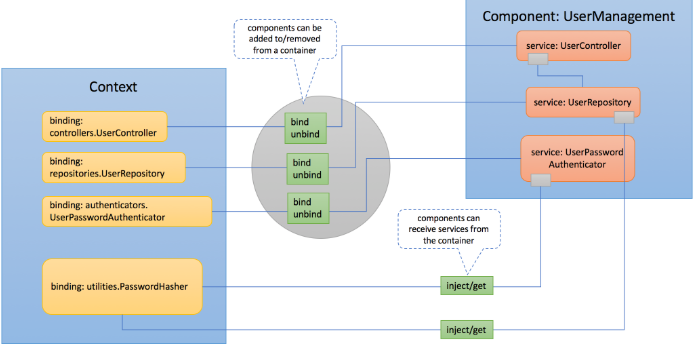 components can be
added to/removed
from a container
Component: UserManagement
service: UserController
Context
binding:
controllers.UserController
bind
unbind
service: UserRepository
binding:
repositories.UserRepository
bind
unbind
service: UserPassword
Authenticator
binding: authenticators.
UserPasswordAuthenticator
bind
unbind
components can
receive services from
the container
binding: utilities.PasswordHasher
inject/get
inject/get